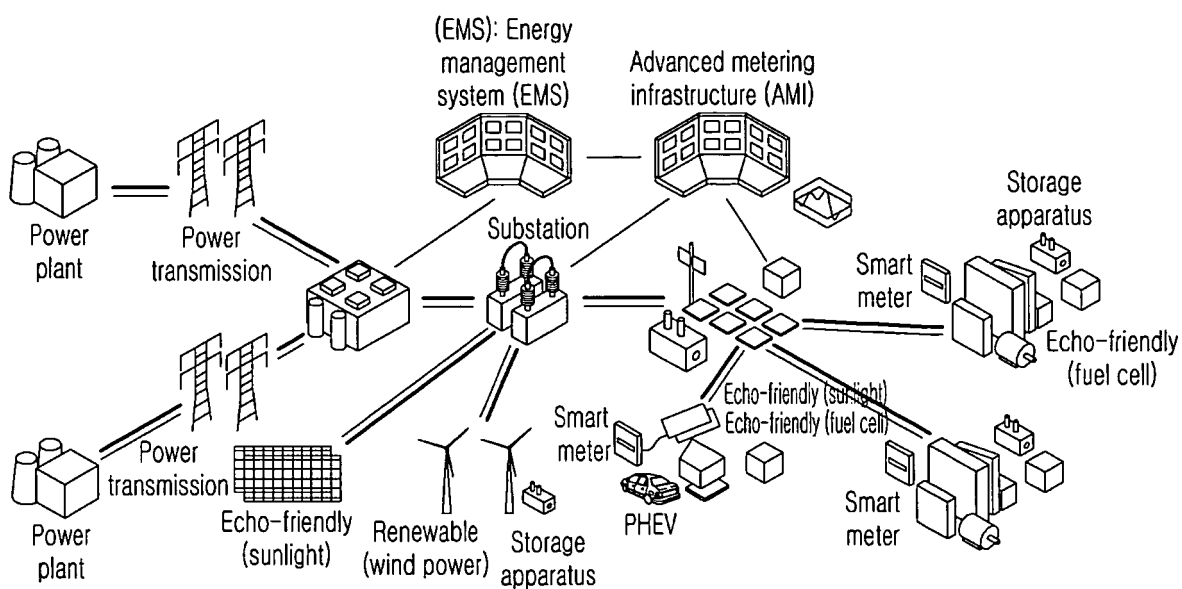 (EMS): Energy
management
system (EMS)
Advanced metering
infrastructure (AMI)
Power
plant
Power
transmission
Substation
Storage
apparatus
Smart
meter
Echo-friendly
(fuel cell)
Power
plant
Power
transmission
Echo-friendly
(sunlight)
Renewable
(wind power)
Storage
apparatus
Smart
meter
Echo-friendly (sunlight)
Echo-friendly (fuel cell)
PHEV
Smart
meter